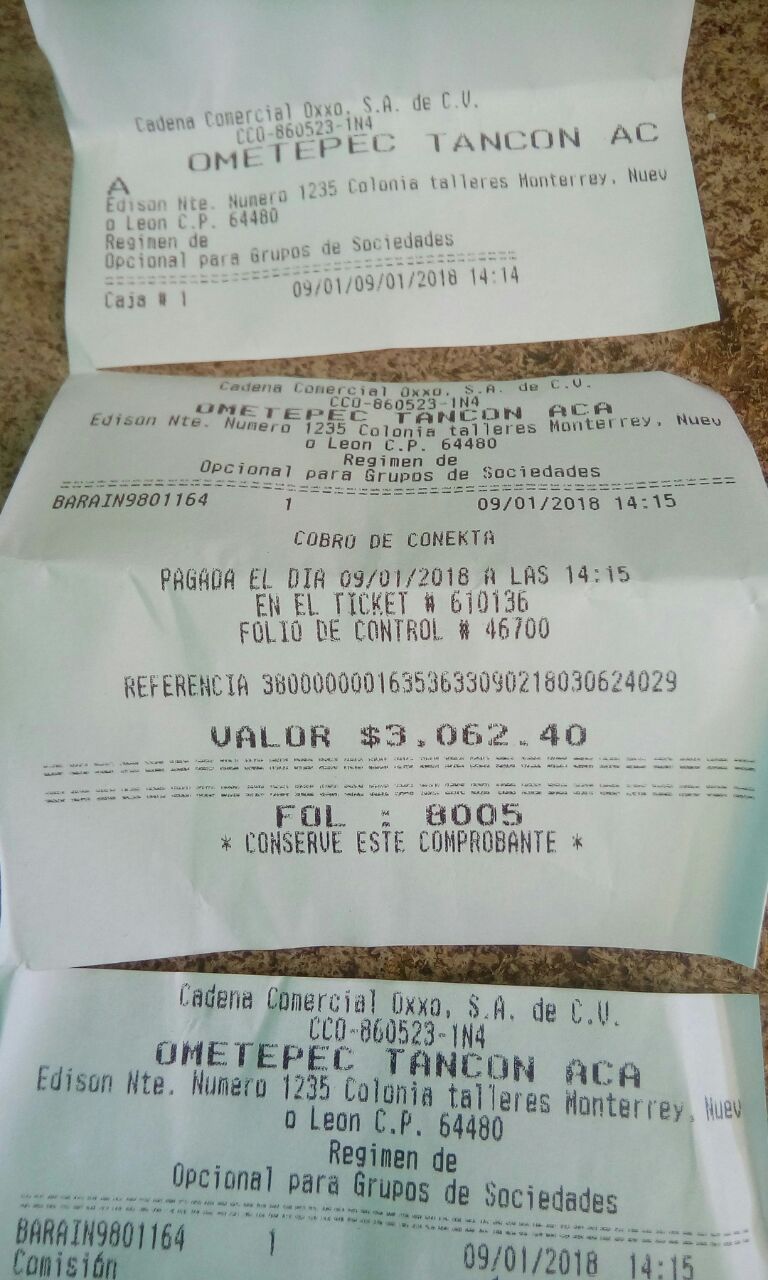 Cadena Comercial Oxxo, S.A. de C.V.
CCO-860523-1N4
OMETEPEC TANCON AC
A
Edison Nte. Numero 1235 Colonia talleres Monterrey, Nuev
o Leon C.P. 64480
Regimen de
Opcional para Grupos de Sociedades
Caja # 1 09/01/09/01/2018 14:14
Cadena Comercial Oxxo, S.A. de C.V.
CCO-860523-1N4
OMETEPEC TANCON ACA
Edison Nte. Numero 1235 Colonia talleres Monterrey, Nuev
o Leon C.P. 64480
Regimen de
Opcional para Grupos de Sociedades
BARAIN9801164 1 09/01/2018 14:15
COBRO DE CONEKTA
PAGADA EL DIA 09/01/2018 A LAS 14:15
EN EL TICKET # 610136
FOLIO DE CONTROL # 46700
REFERENCIA 38000000016353633090218030624029
VALOR $3,062.40
FOL : 8005
* CONSERVE ESTE COMPROBANTE *
Cadena Comercial Oxxo, S.A. de C.V.
CCO-860523-1N4
OMETEPEC TANCON ACA
Edison Nte. Numero 1235 Colonia talleres Monterrey, Nuev
o Leon C.P. 64480
Regimen de
Opcional para Grupos de Sociedades
BARAIN9801164 1 09/01/2018 14:15
Comisión